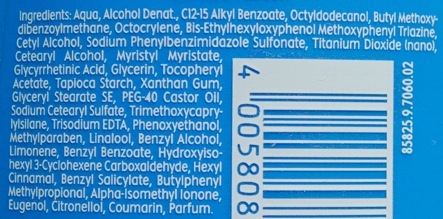 Ingredients: Aqua, Alcohol Denat., C12-15 Alkyl Benzoate, Octyldodecanol, Butyl Methoxy-
dibenzoylmethane, Octocrylene, Bis-Ethylhexyloxyphenol Methoxyphenyl Triazine,
Cetyl Alcohol, Sodium Phenylbenzimidazole Sulfonate, Titanium Dioxide (nano),
Cetearyl Alcohol, Myristyl Myristate,
Glycyrrhetinic Acid, Glycerin, Tocopheryl
Acetate, Tapioca Starch, Xanthan Gum,
Glyceryl Stearate SE, PEG-40 Castor Oil,
Sodium Cetearyl Sulfate, Trimethoxycapry-
lylsilane, Trisodium EDTA, Phenoxyethanol,
Methylparaben, Linalool, Benzyl Alcohol,
Limonene, Benzyl Benzoate, Hydroxyiso-
hexyl 3-Cyclohexene Carboxaldehyde, Hexyl
Cinnamal, Benzyl Salicylate, Butylphenyl
Methylpropional, Alpha-Isomethyl Ionone,
Eugenol, Citronellol, Coumarin, Parfum.
4 005808
85825.9.7060.02